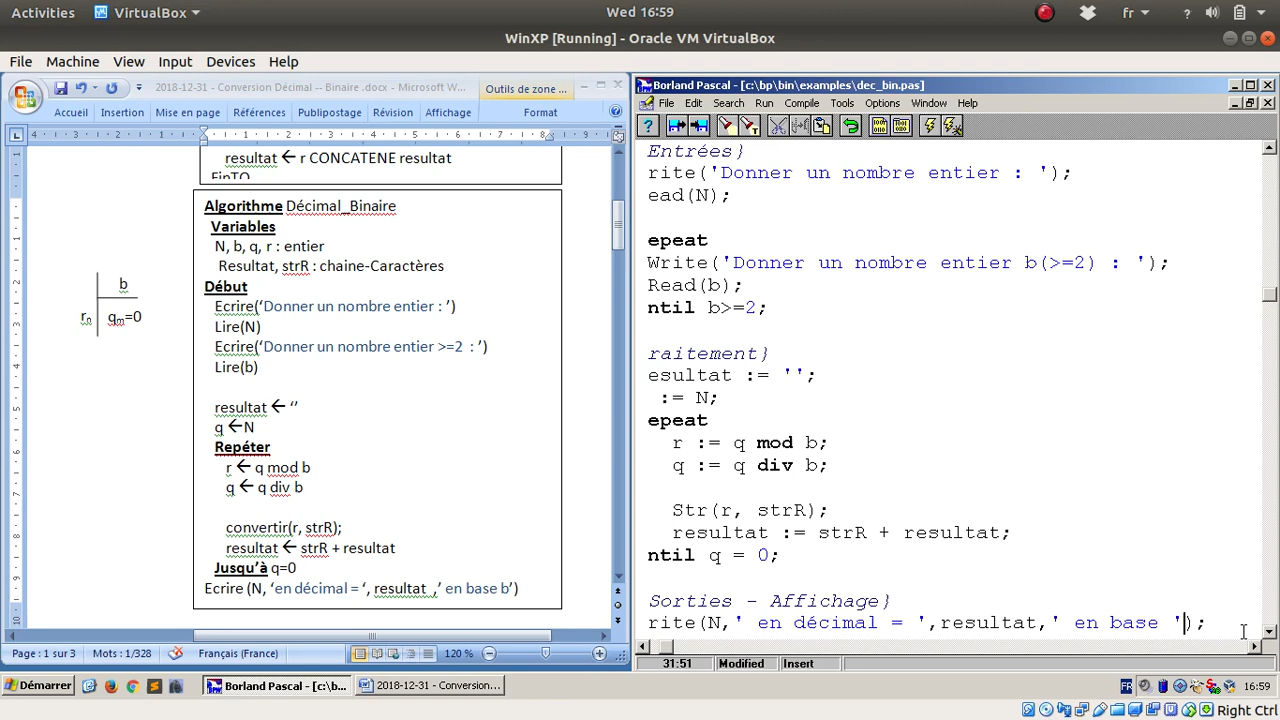 Activities VirtualBox Wed 16:59 fr ?
WinXP [Running] - Oracle VM VirtualBox
File Machine View Input Devices Help
2018-12-31 - Conversion Décimal -- Binaire .docx - Microsoft W... Outils de zone ...
Accueil Insertion Mise en page Références Publipostage Révision Affichage Format
resultat ← r CONCATENE resultat
FinTQ
Algorithme Décimal_Binaire
Variables
N, b, q, r : entier
Resultat, strR : chaine-Caractères
Début
Ecrire(‘Donner un nombre entier : ’)
Lire(N)
Ecrire(‘Donner un nombre entier >=2 : ’)
Lire(b)
resultat ← ‘’
q ←N
Repéter
r ← q mod b
q ← q div b
convertir(r, strR);
resultat ← strR + resultat
Jusqu’à q=0
Ecrire (N, ‘en décimal = ‘, resultat ,’ en base b’)
b
rn qm=0
Page : 1 sur 3 Mots : 1/328 Français (France) 120 %
Borland Pascal - [c:\bp\bin\examples\dec_bin.pas]
File Edit Search Run Compile Tools Options Window Help
Entrées}
rite('Donner un nombre entier : ');
ead(N);
epeat
Write('Donner un nombre entier b(>=2) : ');
Read(b);
ntil b>=2;
raitement}
esultat := '';
:= N;
epeat
r := q mod b;
q := q div b;
Str(r, strR);
resultat := strR + resultat;
ntil q = 0;
Sorties - Affichage}
rite(N,' en décimal = ',resultat,' en base ');
31:51 Modified Insert
Démarrer Borland Pascal - [c:\b... 2018-12-31 - Conversion... FR 16:59
Right Ctrl